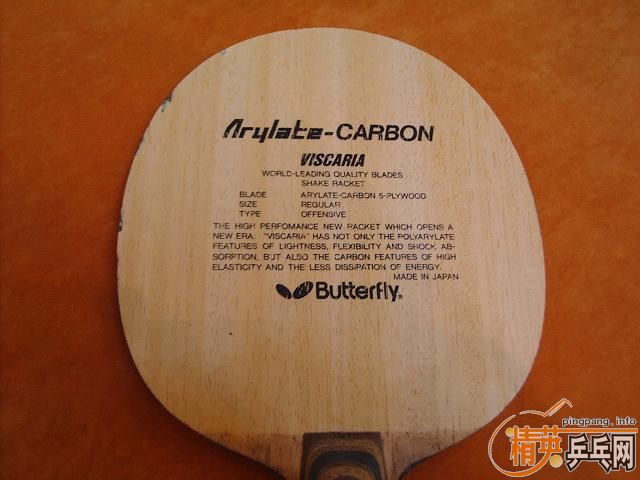 Arylate-CARBON
VISCARIA
WORLD-LEADING QUALITY BLADES
SHAKE RACKET
BLADE ARYLATE-CARBON 5-PLYWOOD
SIZE REGULAR
TYPE OFFENSIVE
THE HIGH PERFOMANCE NEW RACKET WHICH OPENS A
NEW ERA. "VISCARIA" HAS NOT ONLY THE POLYARYLATE
FEATURES OF LIGHTNESS, FLEXIBILITY AND SHOCK AB-
SORPTION, BUT ALSO THE CARBON FEATURES OF HIGH
ELASTICITY AND THE LESS DISSIPATION OF ENERGY.
MADE IN JAPAN
Butterfly®
pingpang.info
精英乒乓网